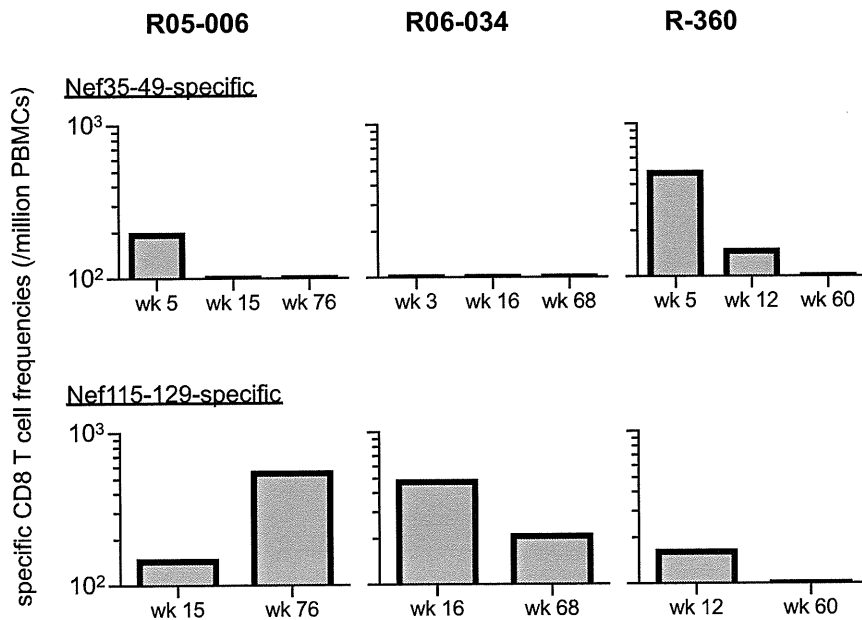 R05-006 R06-034 R-360
specific CD8 T cell frequencies (/million PBMCs)
Nef35-49-specific
10³
10²
wk 5 wk 15 wk 76 wk 3 wk 16 wk 68 wk 5 wk 12 wk 60
Nef115-129-specific
10³
10²
wk 15 wk 76 wk 16 wk 68 wk 12 wk 60